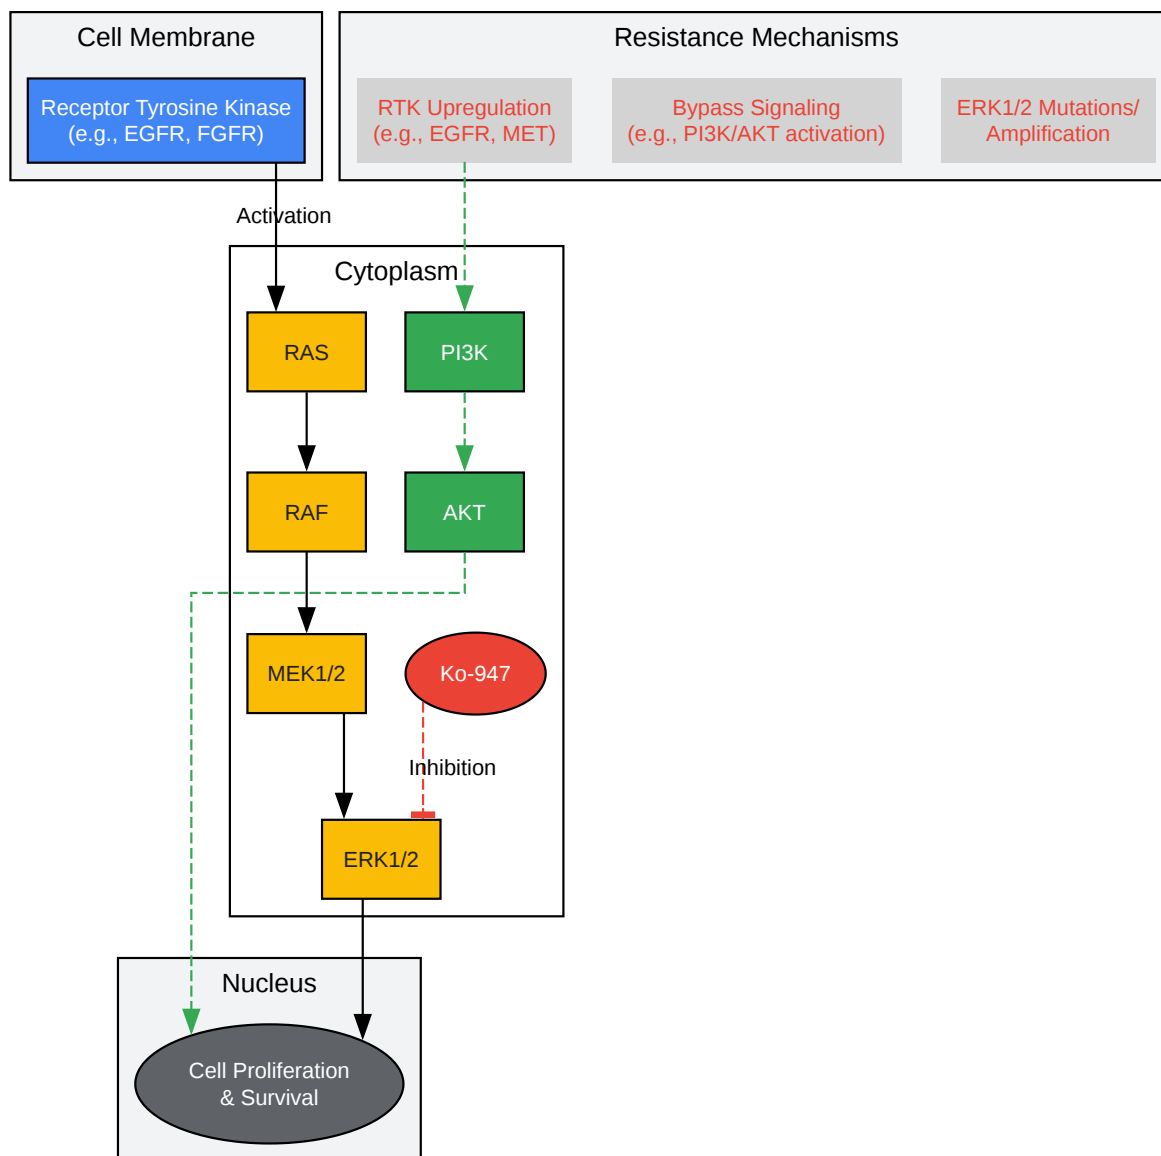 Cell Membrane
Receptor Tyrosine Kinase
(e.g., EGFR, FGFR)
Resistance Mechanisms
RTK Upregulation
(e.g., EGFR, MET)
Bypass Signaling
(e.g., PI3K/AKT activation)
ERK1/2 Mutations/
Amplification
Activation
Cytoplasm
RAS
PI3K
RAF
AKT
MEK1/2
Ko-947
Inhibition
ERK1/2
Nucleus
Cell Proliferation
& Survival